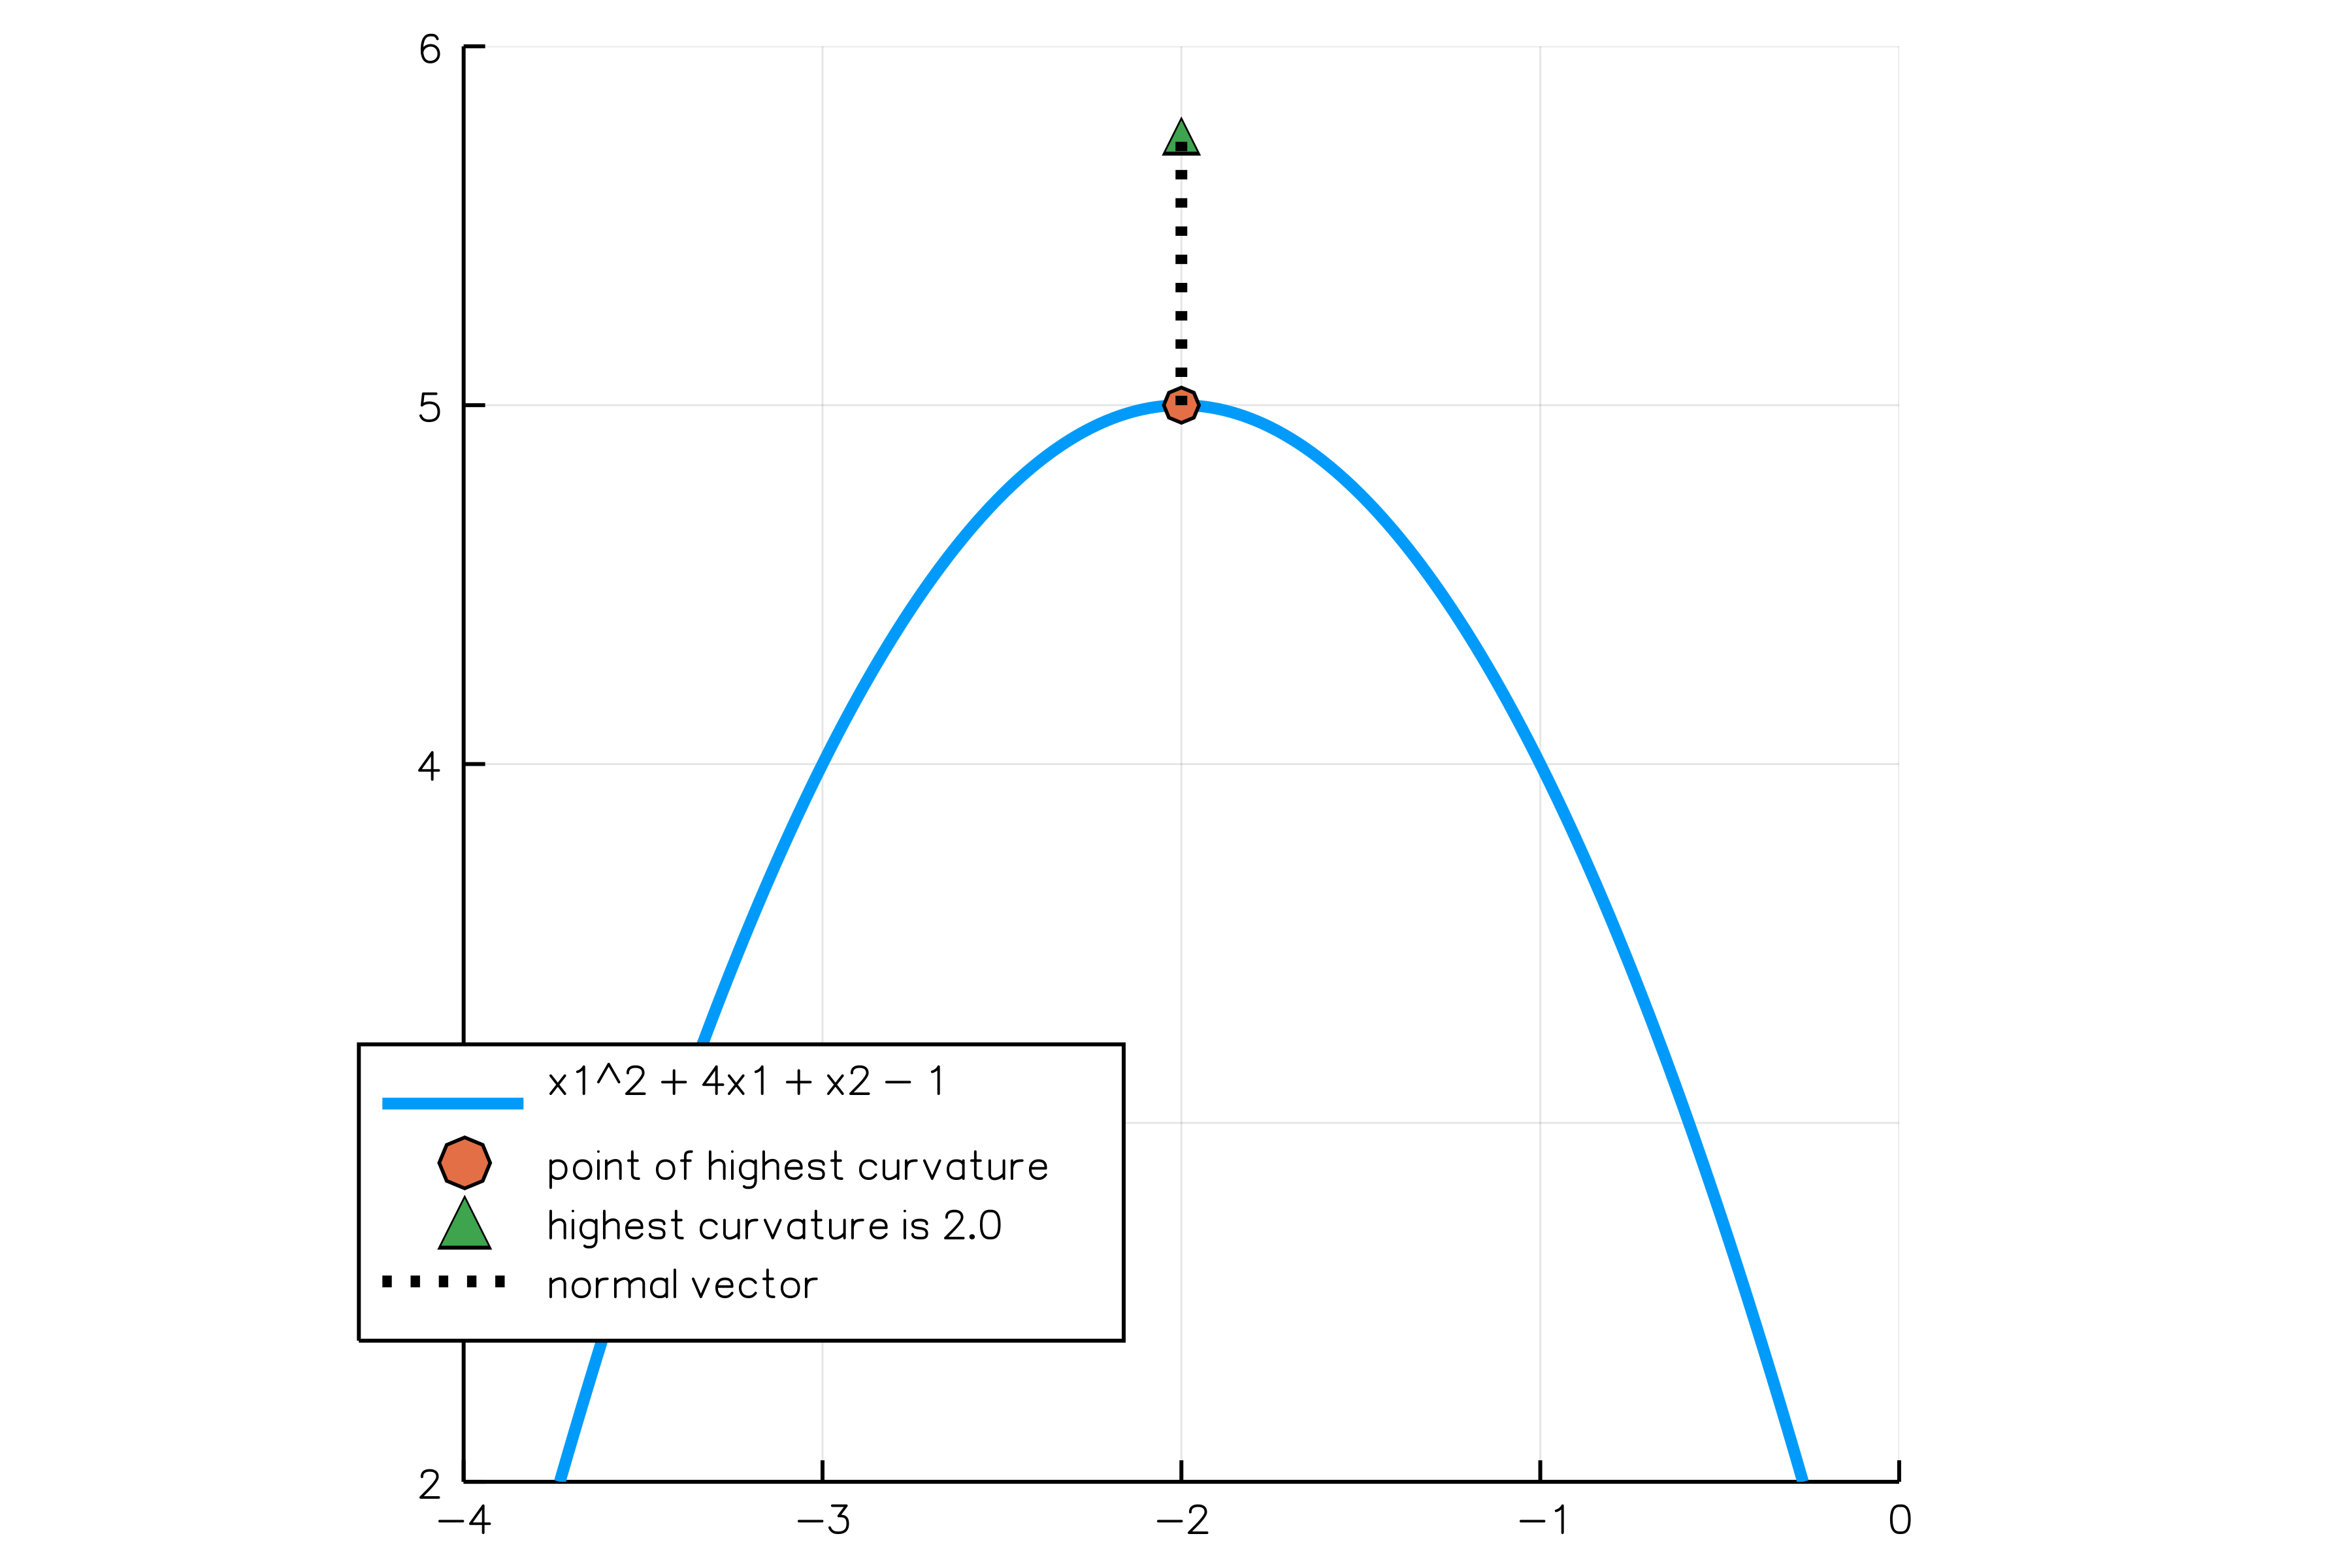 6
5
4
x1^2 + 4x1 + x2 − 1
point of highest curvature
highest curvature is 2.0
normal vector
2
−4 −3 −2 −1 0